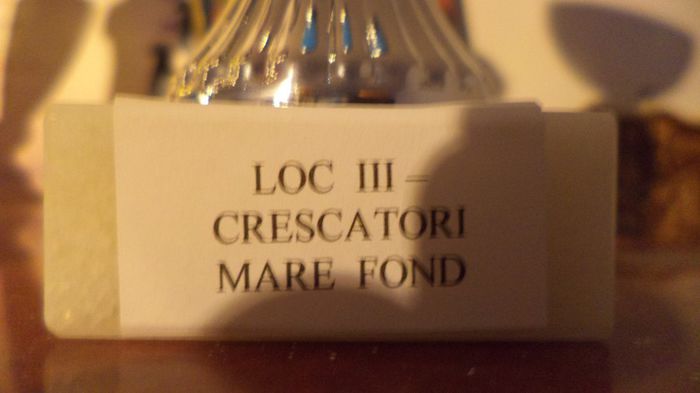 LOC III –
CRESCATORI
MARE FOND